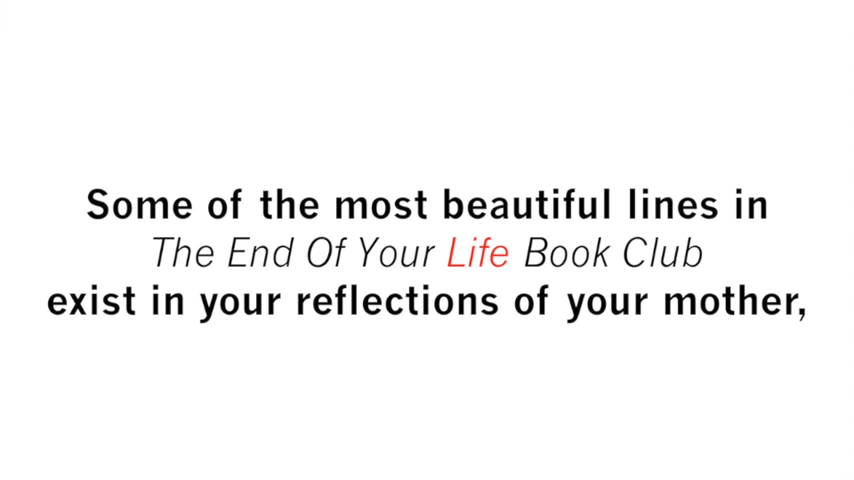 Some of the most beautiful lines in
The End Of Your Life Book Club
exist in your reflections of your mother,